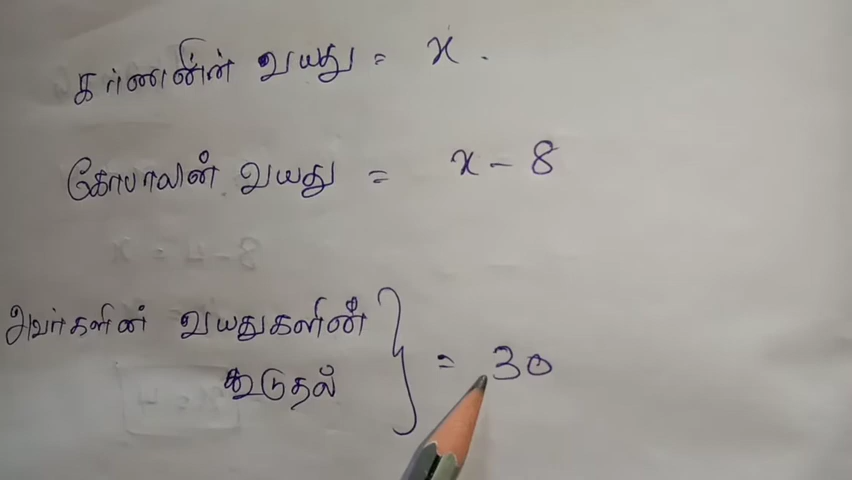 கர்ணனின் வயது = x.
கோபாலின் வயது = x - 8
அவர்களின் வயதுகளின்
கூடுதல் } = 30